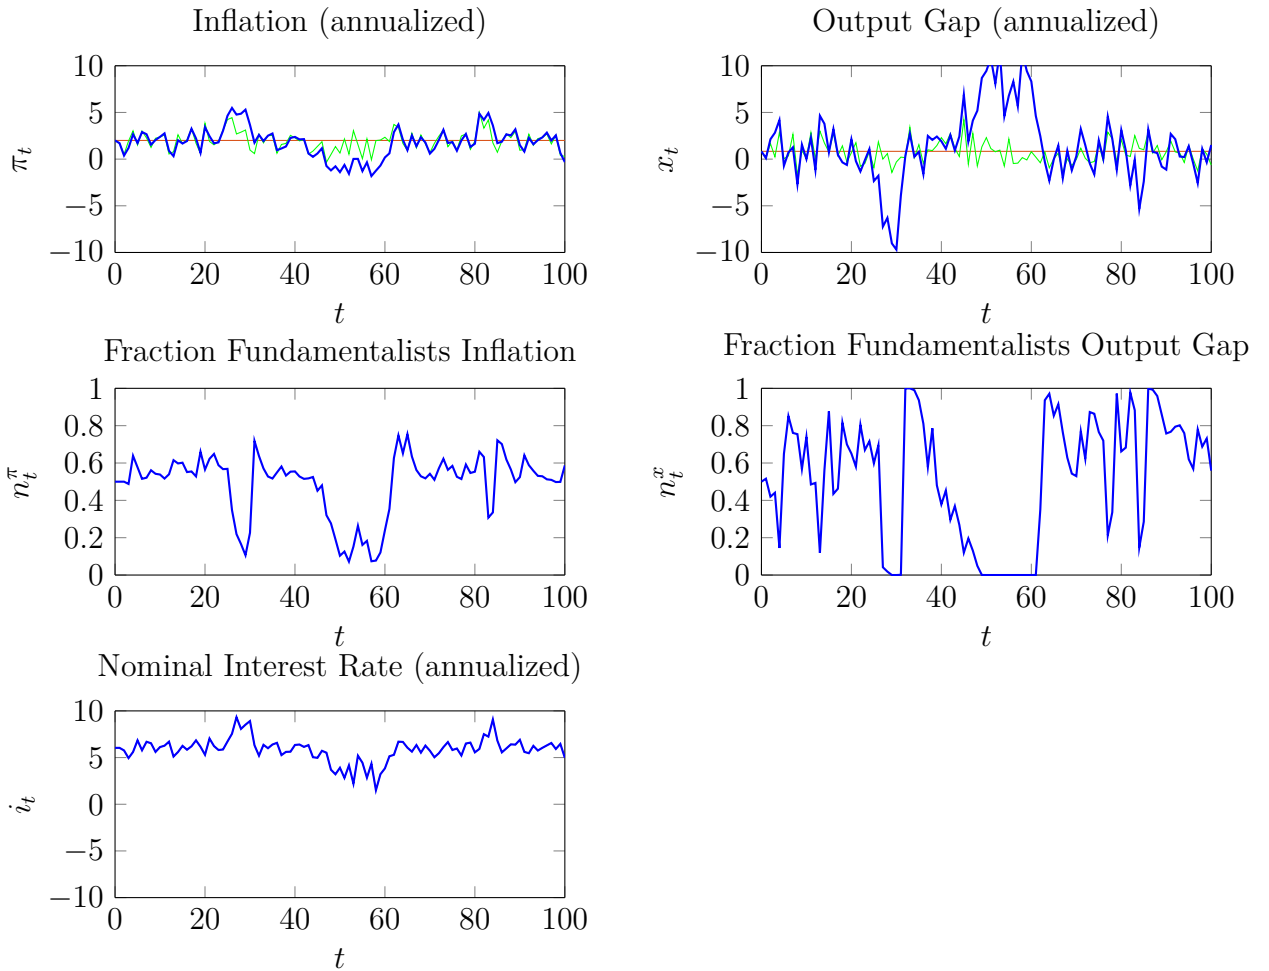 Inflation (annualized)
10
5
0
−5
−10
π_t
0 20 40 60 80 100
t
Output Gap (annualized)
10
5
0
−5
−10
x_t
0 20 40 60 80 100
t
Fraction Fundamentalists Inflation
1
0.8
0.6
0.4
0.2
0
n_t^π
0 20 40 60 80 100
t
Fraction Fundamentalists Output Gap
1
0.8
0.6
0.4
0.2
0
n_t^x
0 20 40 60 80 100
t
Nominal Interest Rate (annualized)
10
5
0
−5
−10
i_t
0 20 40 60 80 100
t